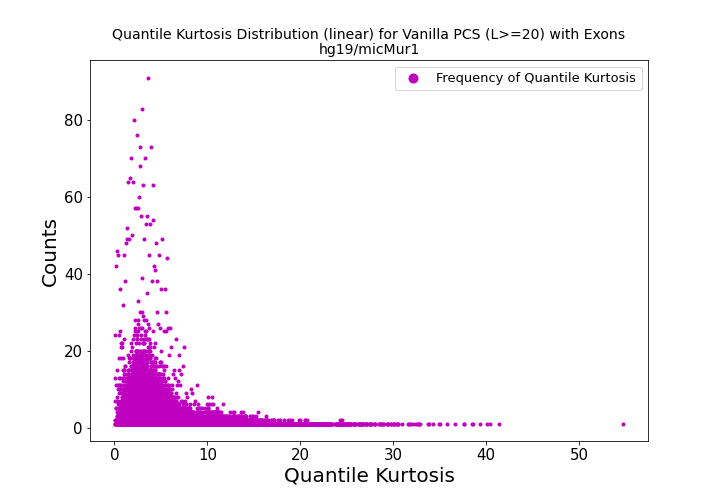 Quantile Kurtosis Distribution (linear) for Vanilla PCS (L>=20) with Exons
hg19/micMur1
Frequency of Quantile Kurtosis
80
60
40
20
0
Counts
0 10 20 30 40 50
Quantile Kurtosis